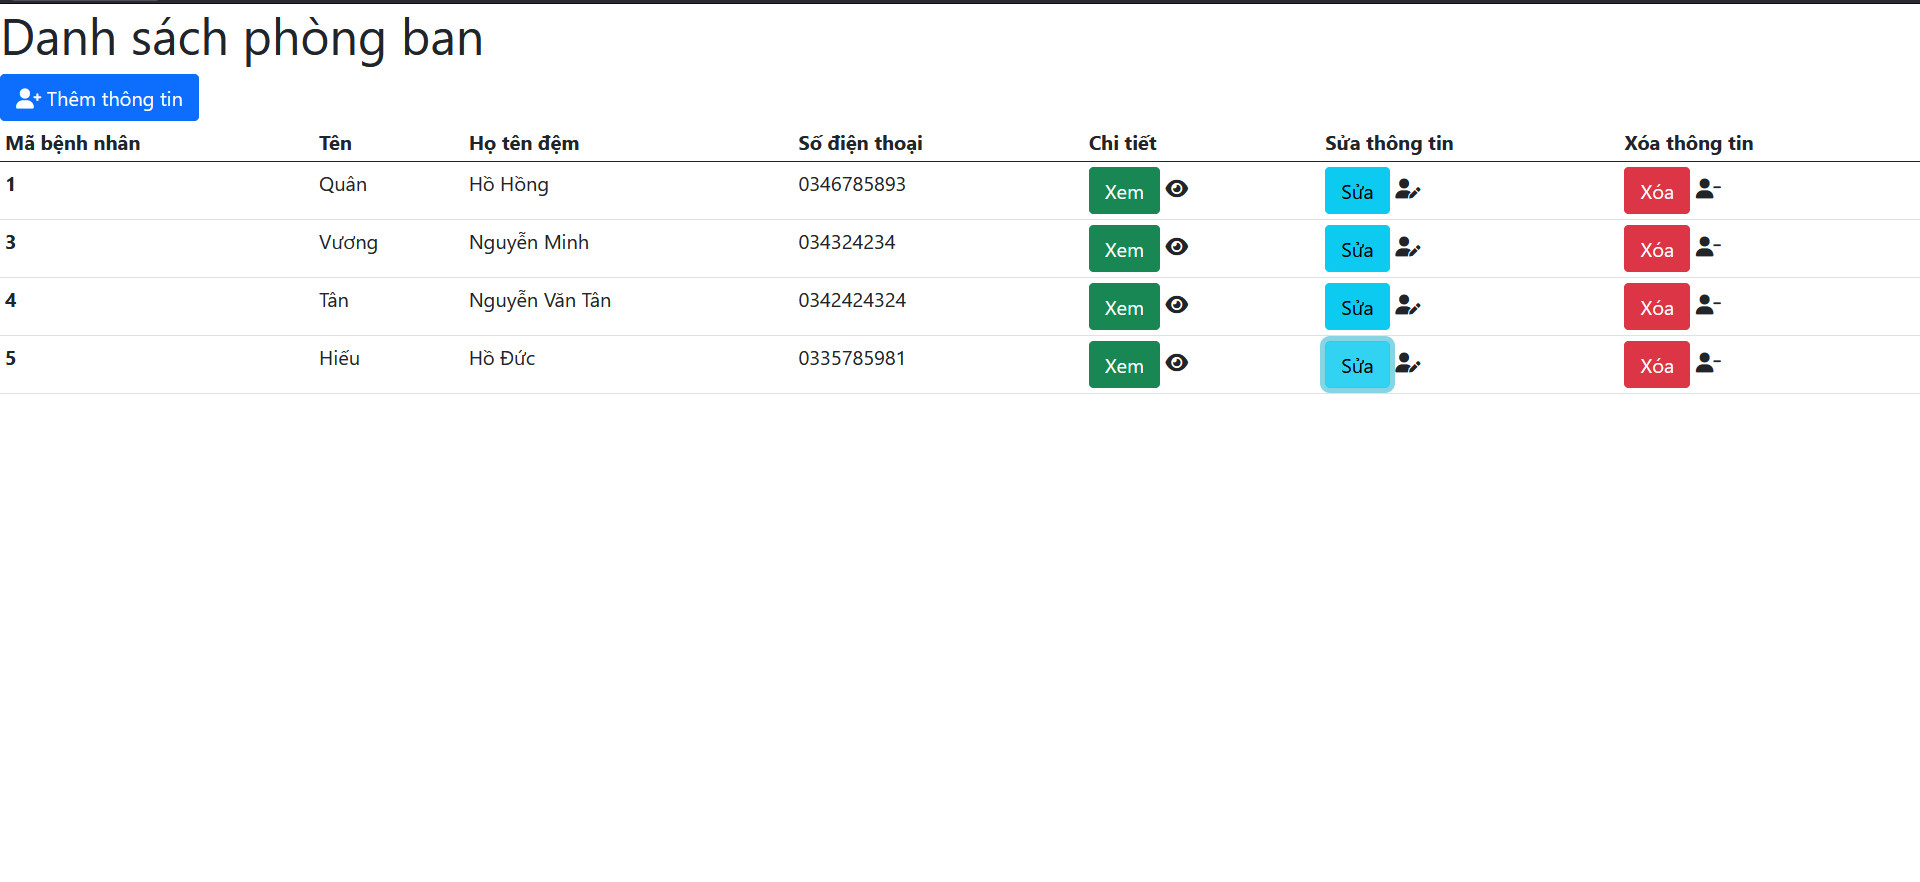 Danh sách phòng ban
Thêm thông tin
Mã bệnh nhân Tên Họ tên đệm Số điện thoại Chi tiết Sửa thông tin Xóa thông tin
1 Quân Hồ Hồng 0346785893 Xem Sửa Xóa
3 Vương Nguyễn Minh 034324234 Xem Sửa Xóa
4 Tân Nguyễn Văn Tân 0342424324 Xem Sửa Xóa
5 Hiếu Hồ Đức 0335785981 Xem Sửa Xóa